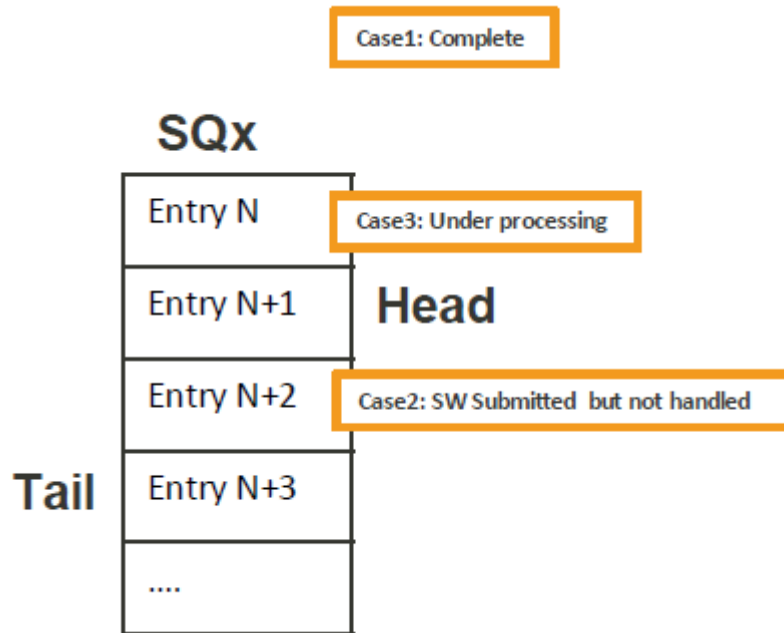 Case1: Complete
SQx
Entry N
Case3: Under processing
Entry N+1
Head
Entry N+2
Case2: SW Submitted but not handled
Tail
Entry N+3
....